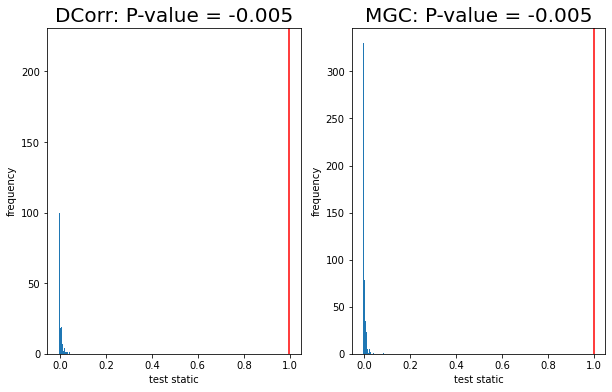 DCorr: P-value = -0.005
MGC: P-value = -0.005
frequency
200
150
100
50
0
0.0 0.2 0.4 0.6 0.8 1.0
test static
frequency
300
250
200
150
100
50
0
0.0 0.2 0.4 0.6 0.8 1.0
test static